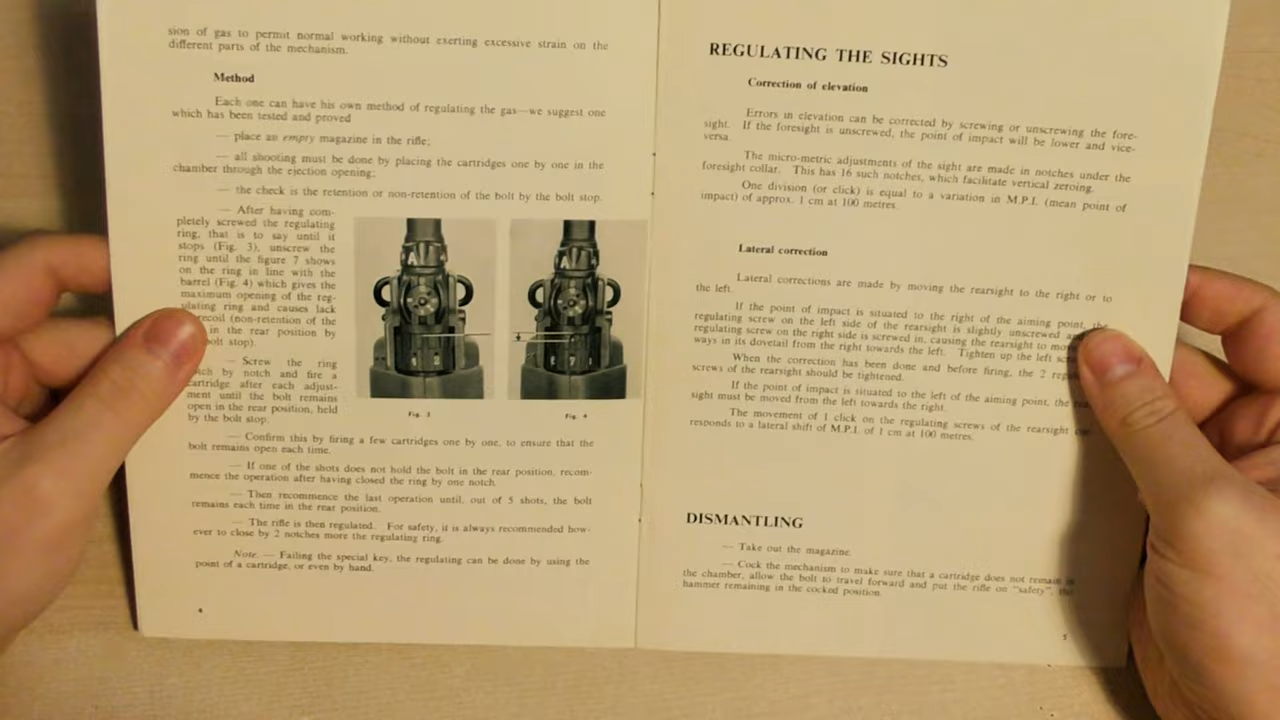 sion of gas to permit normal working without exerting excessive strain on the
different parts of the mechanism.
Method
Each one can have his own method of regulating the gas—we suggest one
which has been tested and proved
— place an empty magazine in the rifle;
— all shooting must be done by placing the cartridges one by one in the
chamber through the ejection opening;
— the check is the retention or non-retention of the bolt by the bolt stop.
— After having com-
pletely screwed the regulating
ring, that is to say until it
stops (Fig. 3), unscrew the
ring until the figure 7 shows
on the ring in line with the
barrel (Fig. 4) which gives the
maximum opening of the reg-
ulating ring and causes lack
recoil (non-retention of the
in the rear position by
bolt stop).
— Screw the ring
by notch and fire a
cartridge after each adjust-
ment until the bolt remains
open in the rear position, held
by the bolt stop.
A
A
Fig. 3
Fig. 4
— Confirm this by firing a few cartridges one by one, to ensure that the
bolt remains open each time.
— If one of the shots does not hold the bolt in the rear position, recom-
mence the operation after having closed the ring by one notch.
— Then recommence the last operation until, out of 5 shots, the bolt
remains each time in the rear position.
— The rifle is then regulated. For safety, it is always recommended how-
ever to close by 2 notches more the regulating ring.
Note. — Failing the special key, the regulating can be done by using the
point of a cartridge, or even by hand.
4
REGULATING THE SIGHTS
Correction of elevation
Errors in elevation can be corrected by screwing or unscrewing the fore-
sight. If the foresight is unscrewed, the point of impact will be lower and vice-
versa.
The micro-metric adjustments of the sight are made in notches under the
foresight collar. This has 16 such notches, which facilitate vertical zeroing.
One division (or click) is equal to a variation in M.P.I. (mean point of
impact) of approx. 1 cm at 100 metres.
Lateral correction
Lateral corrections are made by moving the rearsight to the right or to
the left.
If the point of impact is situated to the right of the aiming point, the
regulating screw on the left side of the rearsight is slightly unscrewed and
regulating screw on the right side is screwed in, causing the rearsight to
ways in its dovetail from the right towards the left. Tighten up the left
When the correction has been done and before firing, the 2
screws of the rearsight should be tightened.
If the point of impact is situated to the left of the aiming point, the
sight must be moved from the left towards the right.
The movement of 1 click on the regulating screws of the rearsight
responds to a lateral shift of M.P.I. of 1 cm at 100 metres.
DISMANTLING
— Take out the magazine.
— Cock the mechanism to make sure that a cartridge does not remain in
the chamber, allow the bolt to travel forward and put the rifle on "safety", the
hammer remaining in the cocked position.
5